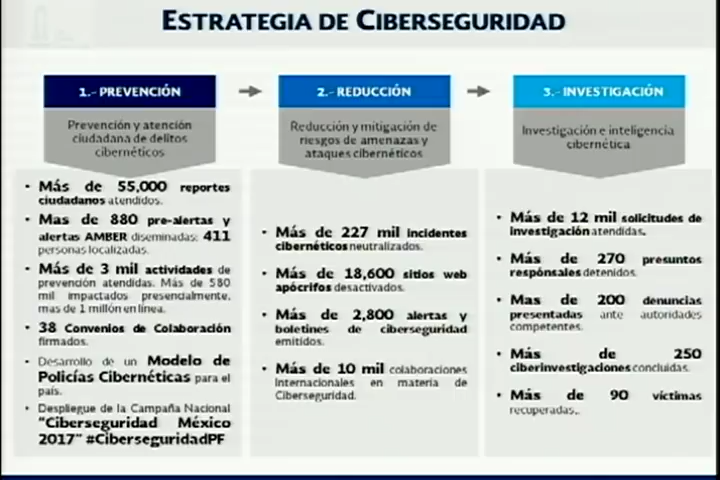 ESTRATEGIA DE CIBERSEGURIDAD
1.- PREVENCIÓN
Prevención y atención
ciudadana de delitos
cibernéticos
• Más de 55,000 reportes
ciudadanos atendidos.
• Mas de 880 pre-alertas y
alertas AMBER diseminadas; 411
personas localizadas.
• Más de 3 mil actividades de
prevención atendidas. Más de 580
mil impactados presencialmente,
mas de 1 millón en línea.
• 38 Convenios de Colaboración
firmados.
• Desarrollo de un Modelo de
Policías Cibernéticas para el
país.
• Despliegue de la Campaña Nacional
"Ciberseguridad México
2017" #CiberseguridadPF
2.- REDUCCIÓN
Reducción y mitigación de
riesgos de amenazas y
ataques cibernéticos
• Más de 227 mil incidentes
cibernéticos neutralizados.
• Más de 18,600 sitios web
apócrifos desactivados.
• Más de 2,800 alertas y
boletines de ciberseguridad
emitidos.
• Más de 10 mil colaboraciones
Internacionales en materia de
Ciberseguridad.
3.- INVESTIGACIÓN
Investigación e inteligencia
cibernética
• Más de 12 mil solicitudes de
investigación atendidas.
• Más de 270 presuntos
respónsales detenidos.
• Mas de 200 denuncias
presentadas ante autoridades
competentes.
• Más de 250
ciberinvestigaciones concluidas.
• Más de 90 víctimas
recuperadas..